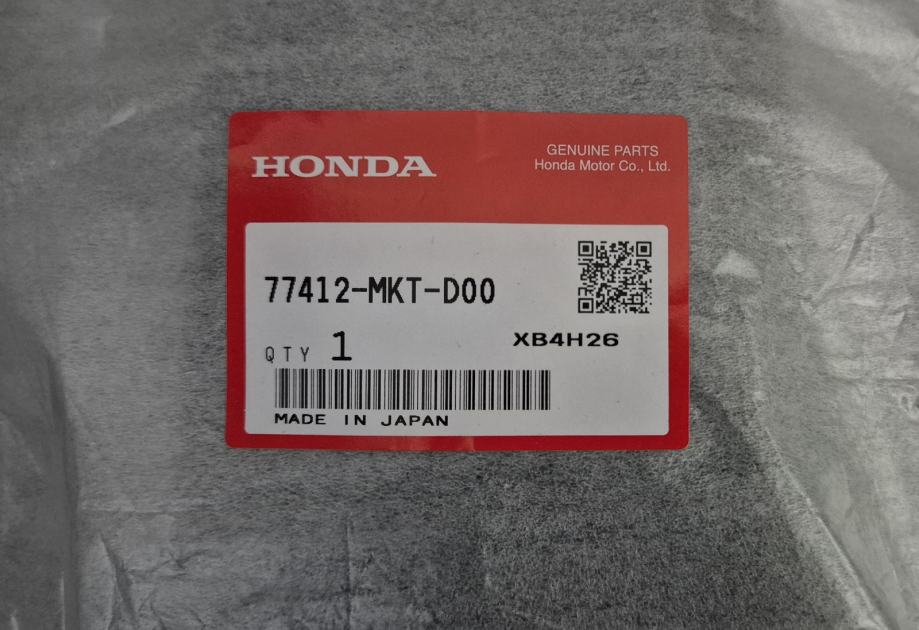 HONDA
GENUINE PARTS
Honda Motor Co., Ltd.
77412-MKT-D00
XB4H26
QTY 1
MADE IN JAPAN